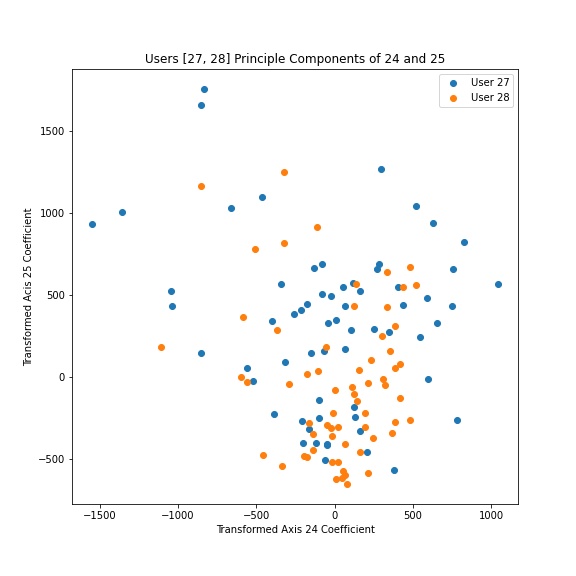 Users [27, 28] Principle Components of 24 and 25
User 27
User 28
Transformed Acis 25 Coefficient
1500
1000
500
0
−500
−1500
−1000
−500
0
500
1000
Transformed Axis 24 Coefficient